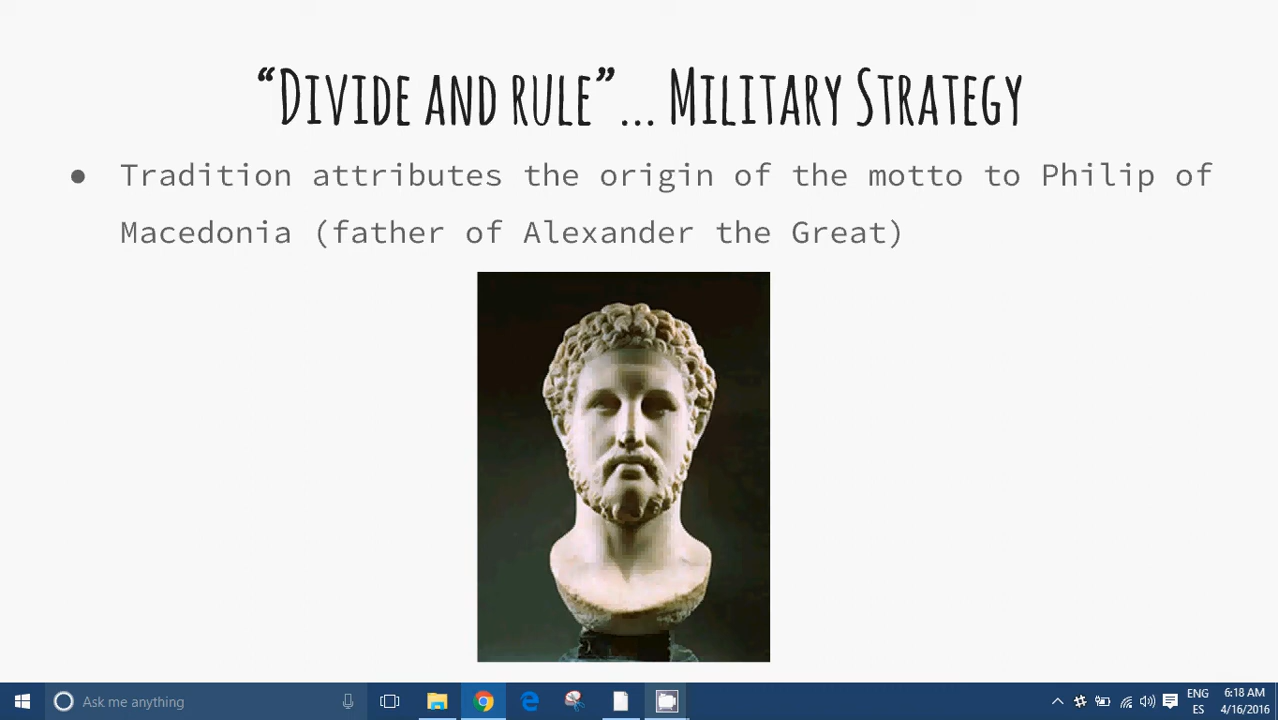 “Divide and rule”... Military Strategy
● Tradition attributes the origin of the motto to Philip of
Macedonia (father of Alexander the Great)
Ask me anything
ENG
ES
6:18 AM
4/16/2016